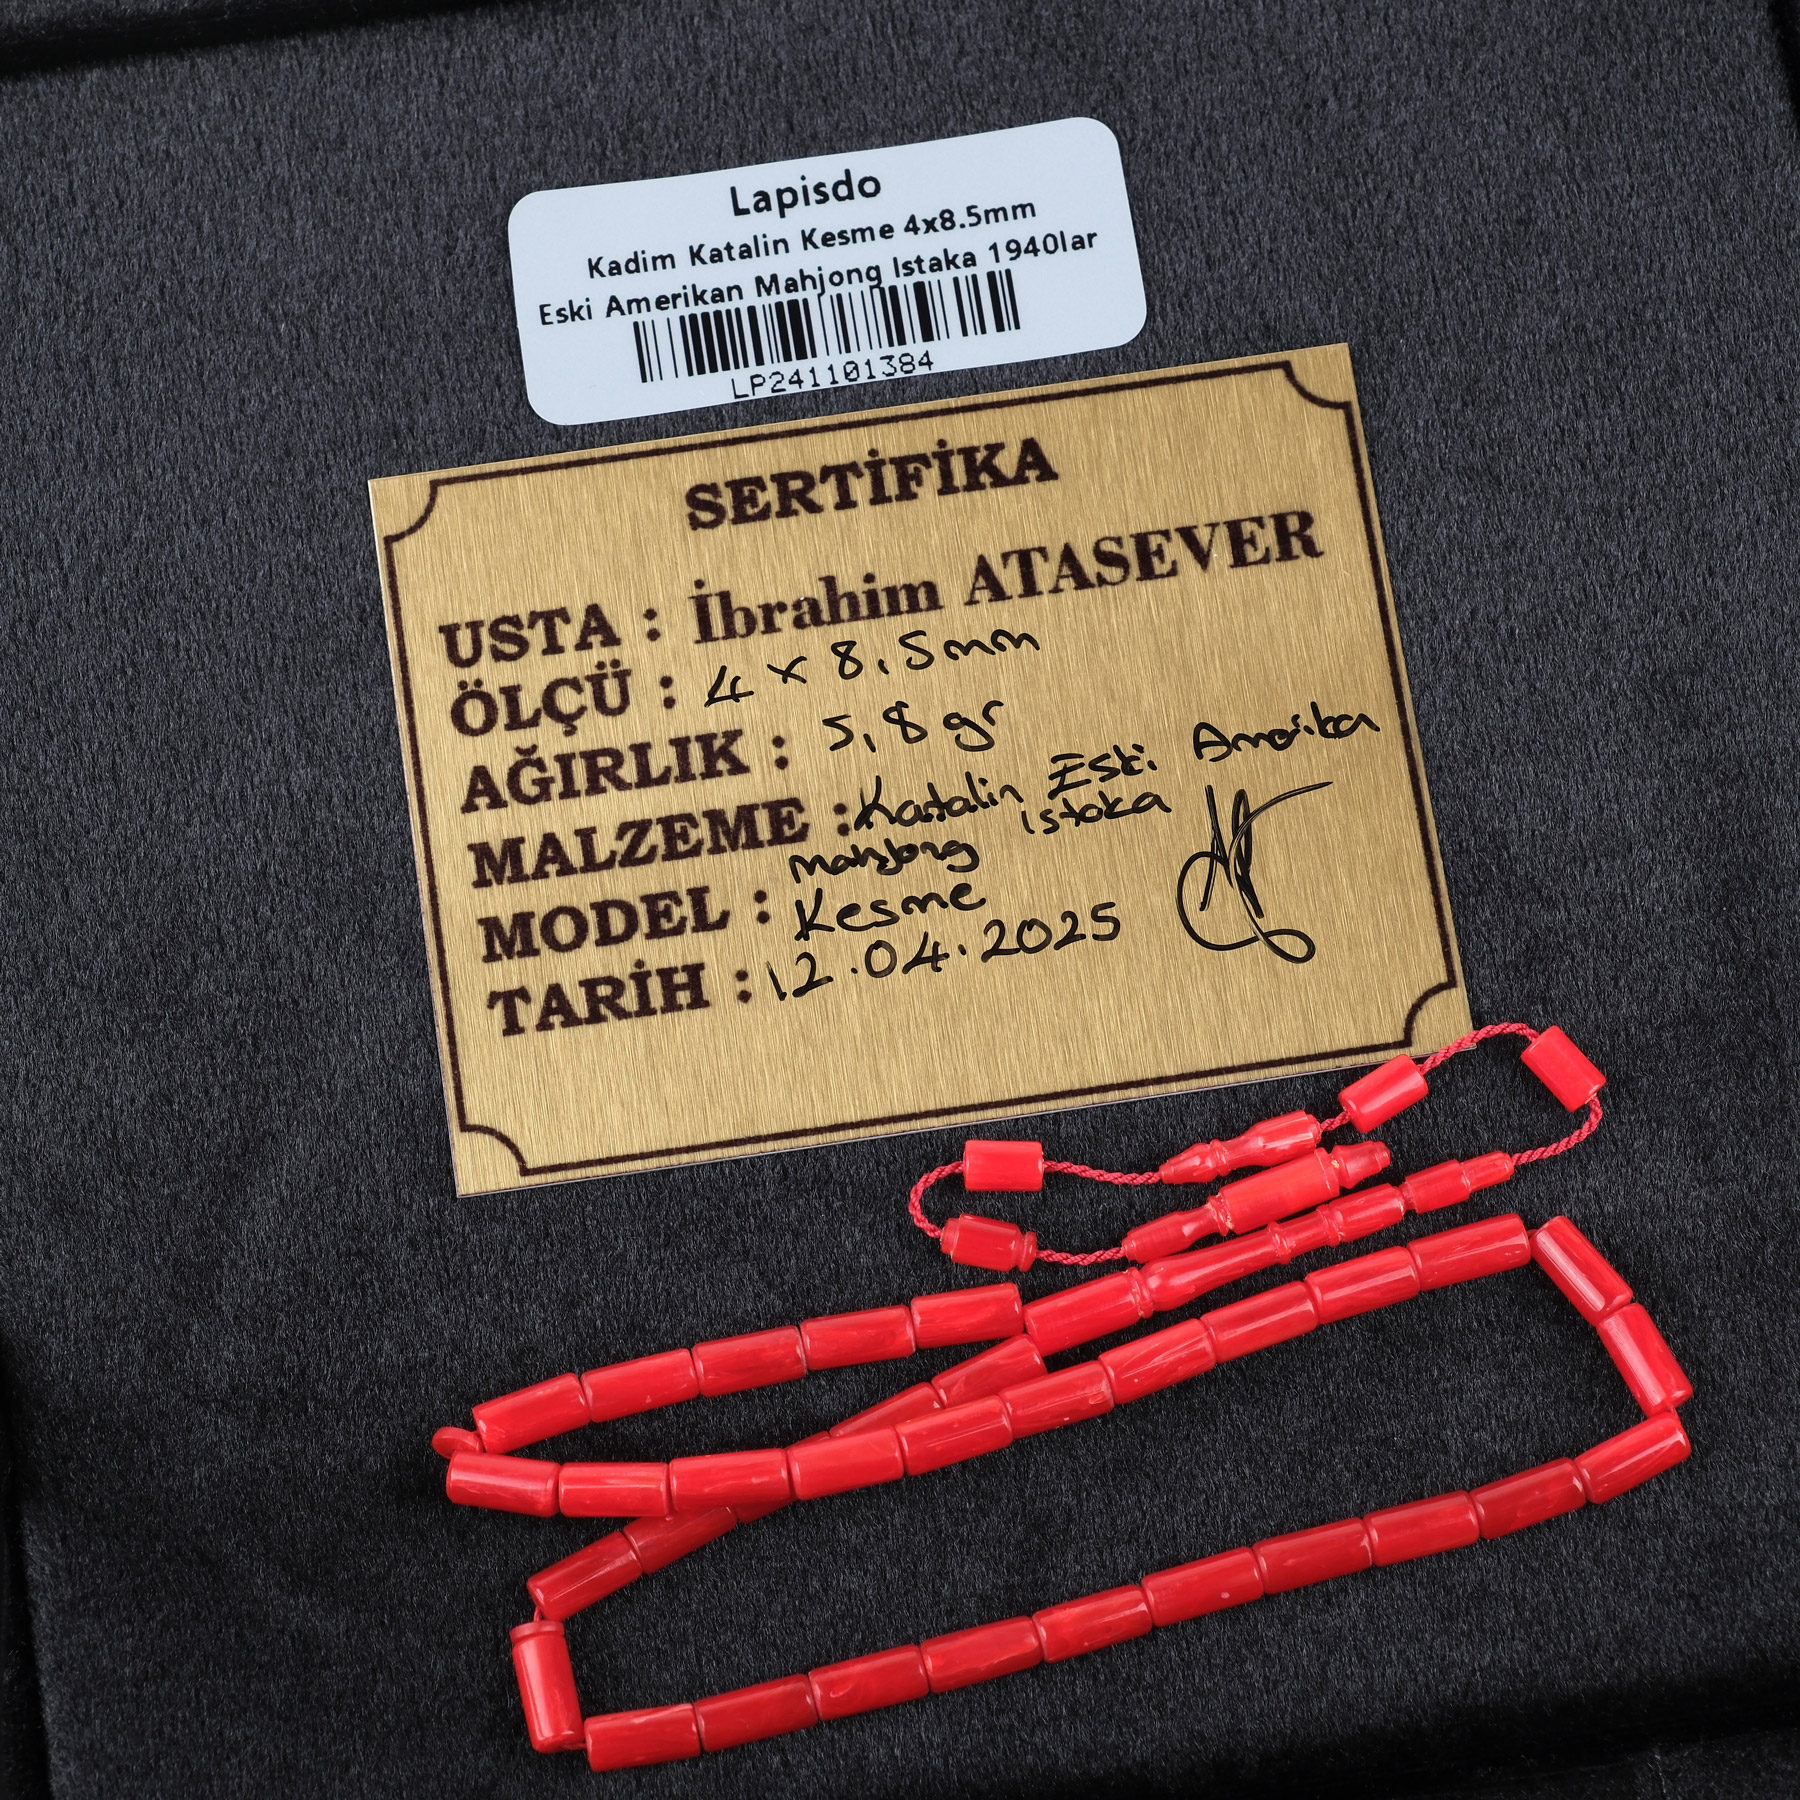 Lapisdo
Kadim Katalin Kesme 4x8.5mm
Eski Amerikan Mahjong Istaka 1940lar
LP241101384
SERTİFİKA
USTA : İbrahim ATASEVER
ÖLÇÜ : 4 x 8,5mm
AĞIRLIK : 5,8 gr
MALZEME : Katalin Eski Amerika
Mahjong istaka
MODEL : Kesme
TARİH : 12.04.2025